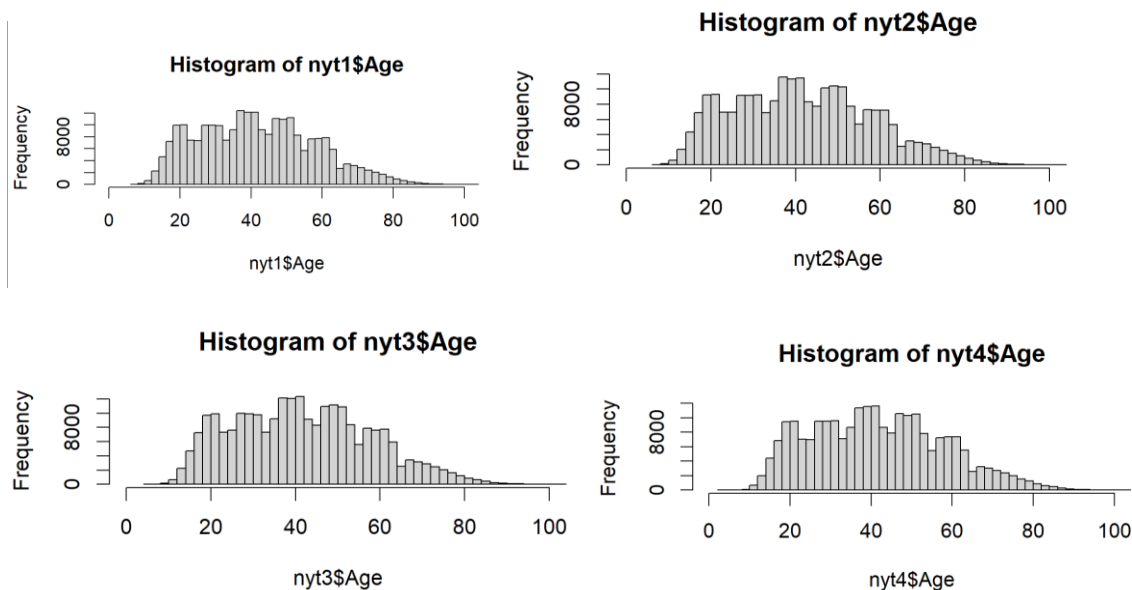 Histogram of nyt1$Age
Frequency
8000
0
0 20 40 60 80 100
nyt1$Age
Histogram of nyt2$Age
Frequency
8000
0
0 20 40 60 80 100
nyt2$Age
Histogram of nyt3$Age
Frequency
8000
0
0 20 40 60 80 100
nyt3$Age
Histogram of nyt4$Age
Frequency
8000
0
0 20 40 60 80 100
nyt4$Age